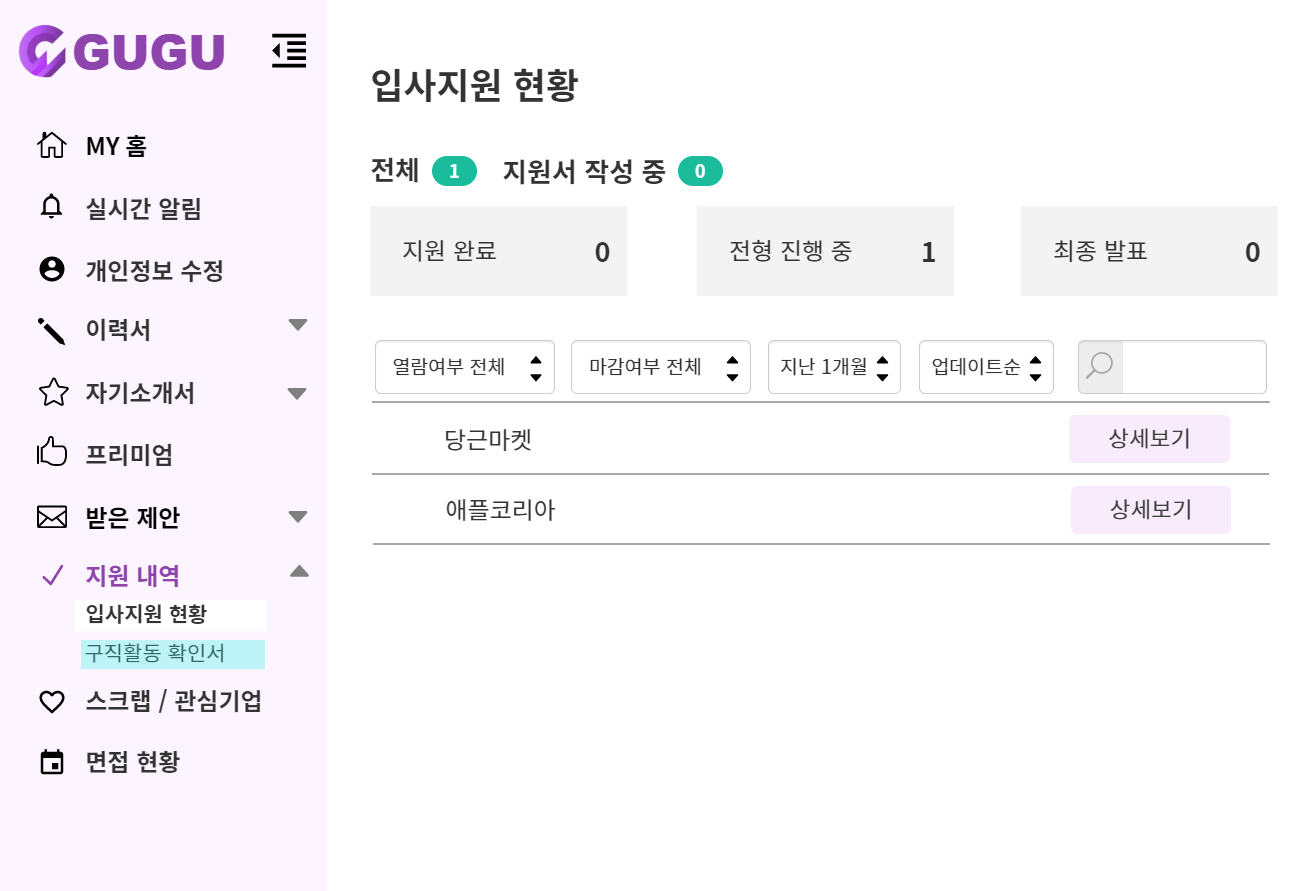 GUGU
MY 홈
실시간 알림
개인정보 수정
이력서
자기소개서
프리미엄
받은 제안
지원 내역
입사지원 현황
구직활동 확인서
스크랩 / 관심기업
면접 현황
입사지원 현황
전체 1 지원서 작성 중 0
지원 완료 0 전형 진행 중 1 최종 발표 0
열람여부 전체 마감여부 전체 지난 1개월 업데이트순
당근마켓 상세보기
애플코리아 상세보기